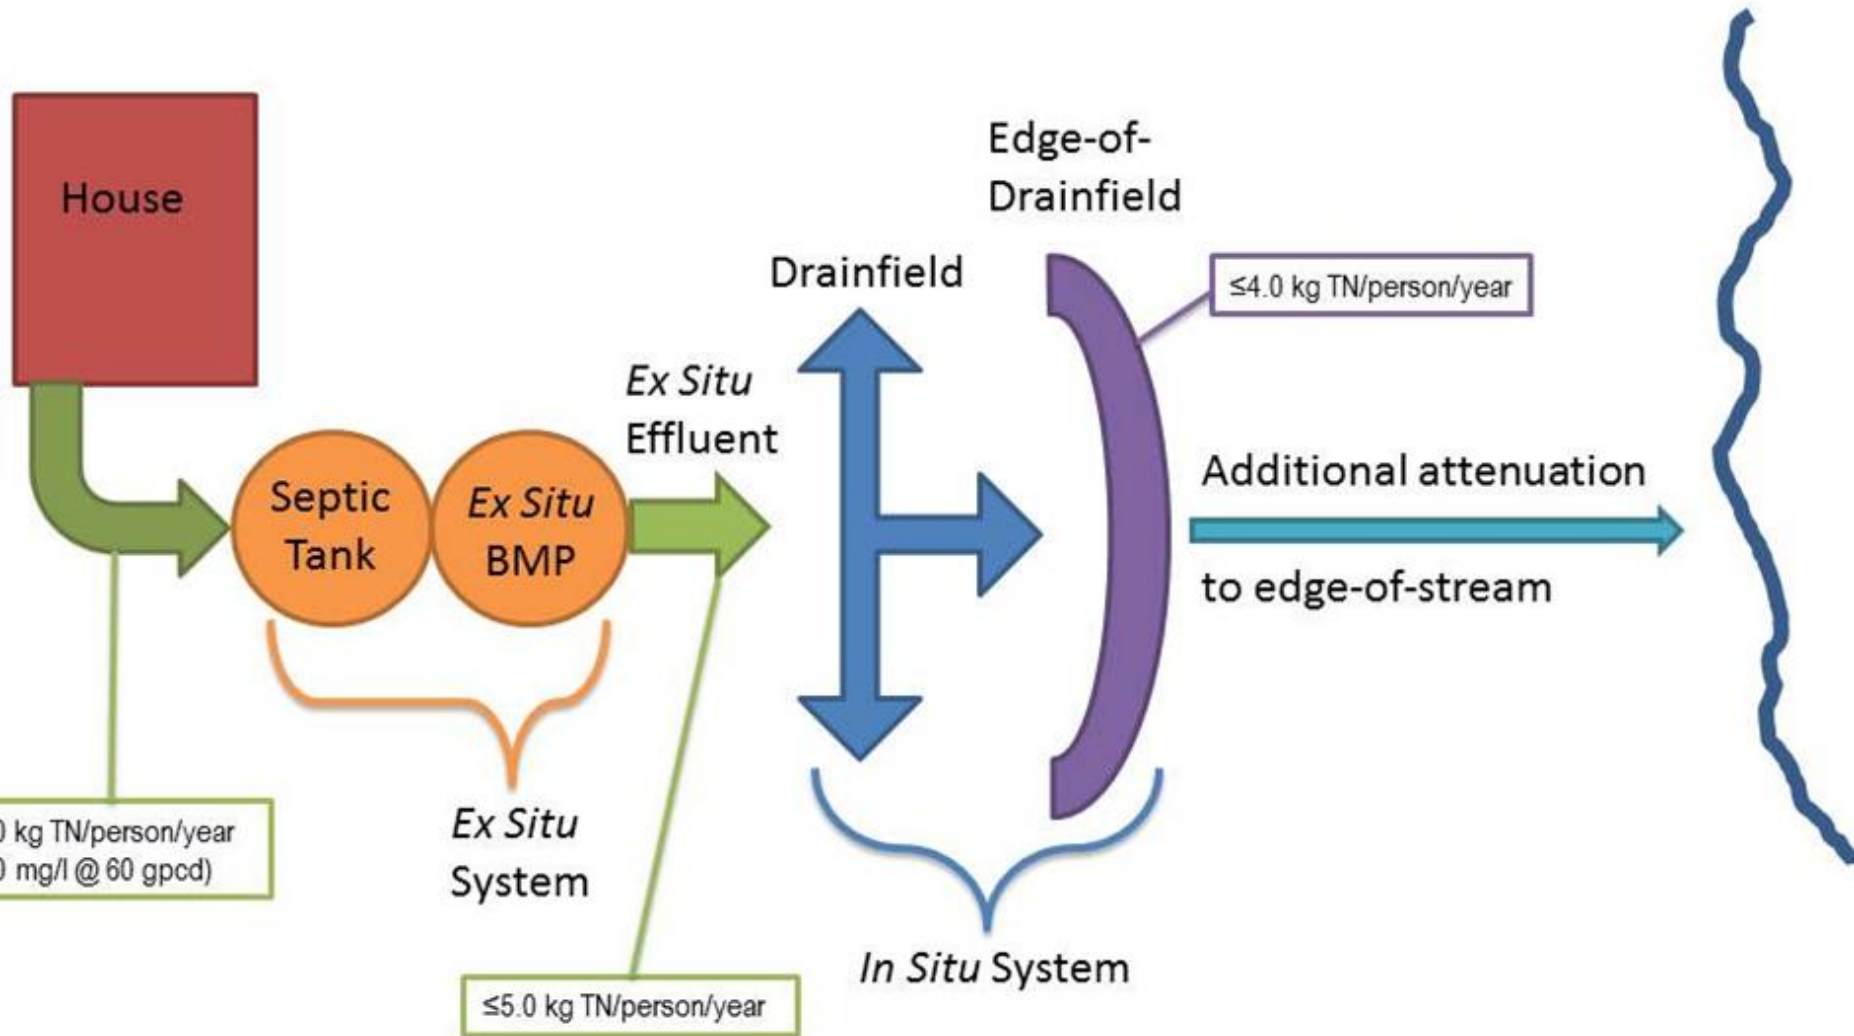 House
Edge-of-
Drainfield
Drainfield
≤4.0 kg TN/person/year
Ex Situ
Effluent
Septic
Tank
Ex Situ
BMP
Additional attenuation
to edge-of-stream
0 kg TN/person/year
0 mg/l @ 60 gpcd)
Ex Situ
System
In Situ System
≤5.0 kg TN/person/year